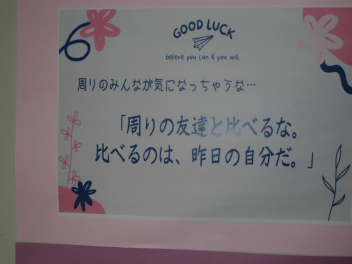 GOOD LUCK
believe you can & you will.
周りのみんなが気になっちゃうな…
「周りの友達と比べるな。
比べるのは、昨日の自分だ。」